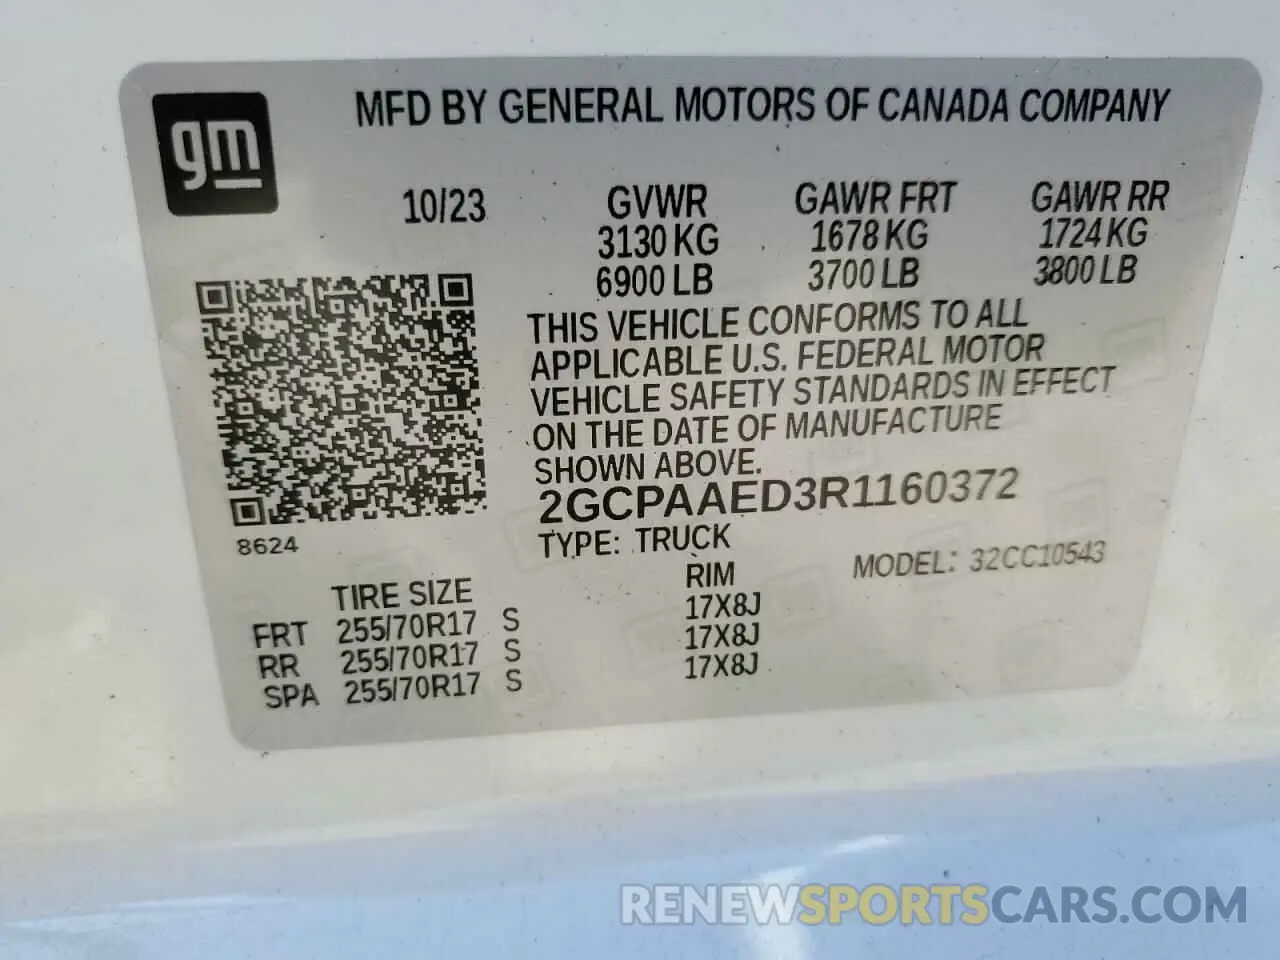 gm
MFD BY GENERAL MOTORS OF CANADA COMPANY
10/23
GVWR GAWR FRT GAWR RR
3130 KG 1678 KG 1724 KG
6900 LB 3700 LB 3800 LB
THIS VEHICLE CONFORMS TO ALL
APPLICABLE U.S. FEDERAL MOTOR
VEHICLE SAFETY STANDARDS IN EFFECT
ON THE DATE OF MANUFACTURE
SHOWN ABOVE.
2GCPAAED3R1160372
8624
TYPE: TRUCK
MODEL: 32CC10543
TIRE SIZE RIM
FRT 255/70R17 S 17X8J
RR 255/70R17 S 17X8J
SPA 255/70R17 S 17X8J
RENEWSPORTSCARS.COM